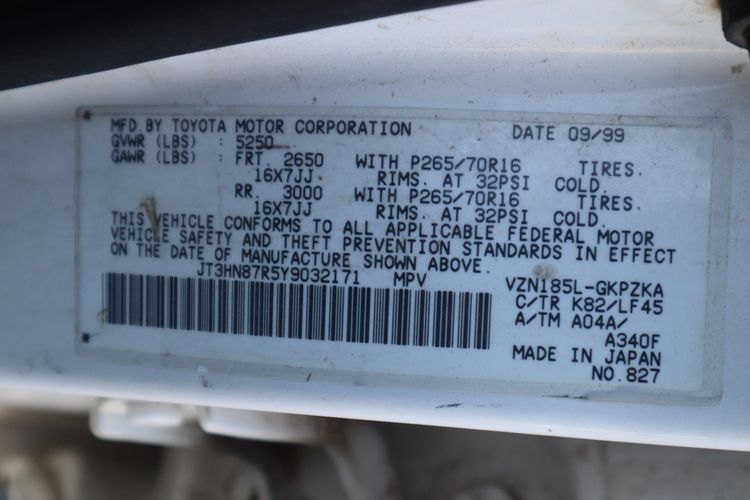 MFD.BY TOYOTA MOTOR CORPORATION DATE 09/99
GVWR (LBS) : 5250
GAWR (LBS) : FRT. 2650 WITH P265/70R16 TIRES.
16X7JJ RIMS. AT 32PSI COLD.
RR. 3000 WITH P265/70R16 TIRES.
16X7JJ RIMS. AT 32PSI COLD.
THIS VEHICLE CONFORMS TO ALL APPLICABLE FEDERAL MOTOR
VEHICLE SAFETY AND THEFT PREVENTION STANDARDS IN EFFECT
ON THE DATE OF MANUFACTURE SHOWN ABOVE.
JT3HN87R5Y9032171 MPV VZN185L-GKPZKA
C/TR K82/LF45
A/TM A04A/
A340F
MADE IN JAPAN
NO.827